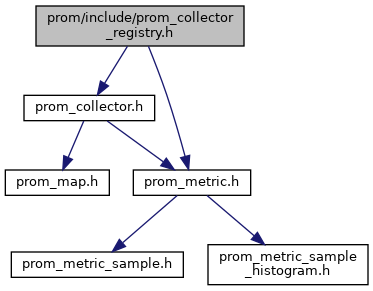 prom/include/prom_collector
_registry.h
prom_collector.h
prom_map.h
prom_metric.h
prom_metric_sample.h
prom_metric_sample
_histogram.h